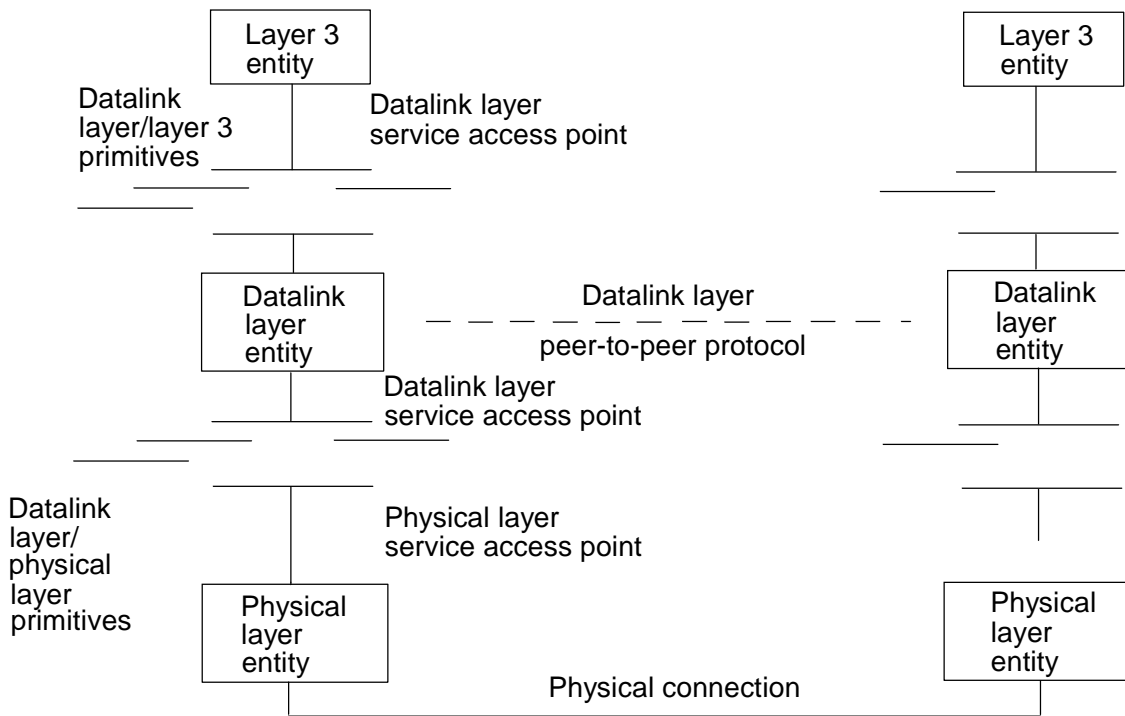 Layer 3
entity
Layer 3
entity
Datalink
layer/layer 3
primitives
Datalink layer
service access point
Datalink
layer
entity
Datalink layer
peer-to-peer protocol
Datalink
layer
entity
Datalink layer
service access point
Datalink
layer/
physical
layer
primitives
Physical layer
service access point
Physical
layer
entity
Physical
layer
entity
Physical connection